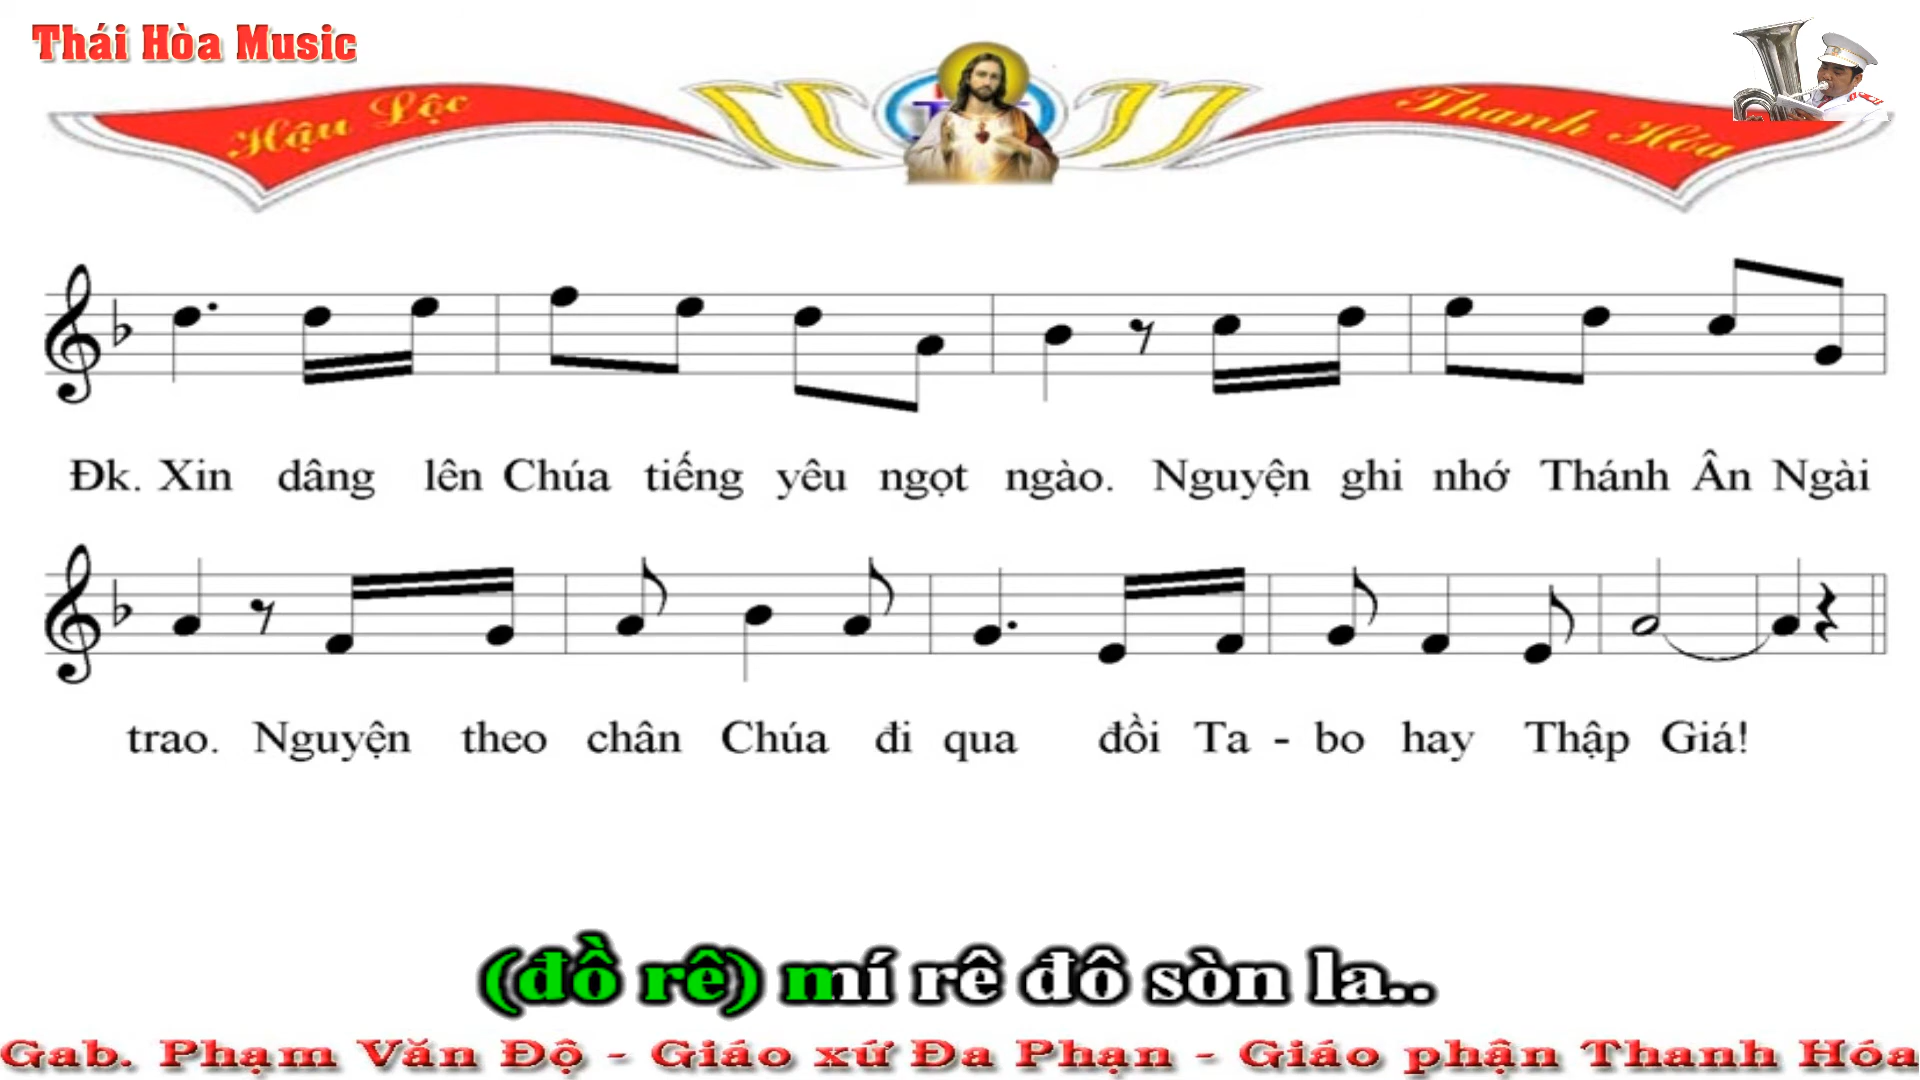 Thái Hòa Music
Hậu Lộc
Thanh Hóa
Đk. Xin dâng lên Chúa tiếng yêu ngọt ngào. Nguyện ghi nhớ Thánh Ân Ngài
trao. Nguyện theo chân Chúa đi qua đồi Ta - bo hay Thập Giá!
(đồ rê) mí rê đô sòn la..
Gab. Phạm Văn Độ - Giáo xứ Đa Phạn - Giáo phận Thanh Hóa